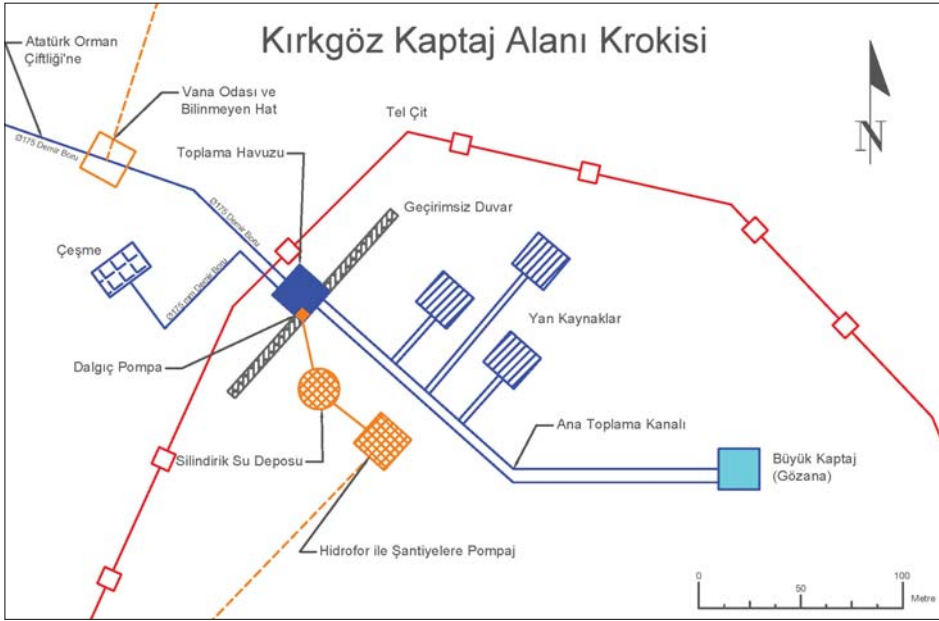 Kırkgöz Kaptaj Alanı Krokisi
Atatürk Orman
Çiftliği'ne
Vana Odası ve
Bilinmeyen Hat
Tel Çit
N
Ø175 Demir Boru
Toplama Havuzu
Geçirimsiz Duvar
Ø175 Demir Boru
Çeşme
Ø175 mm Demir Boru
Yan Kaynaklar
Dalgıç Pompa
Ana Toplama Kanalı
Silindirik Su Deposu
Büyük Kaptaj
(Gözana)
Hidrofor ile Şantiyelere Pompaj
0
50
100
Metre